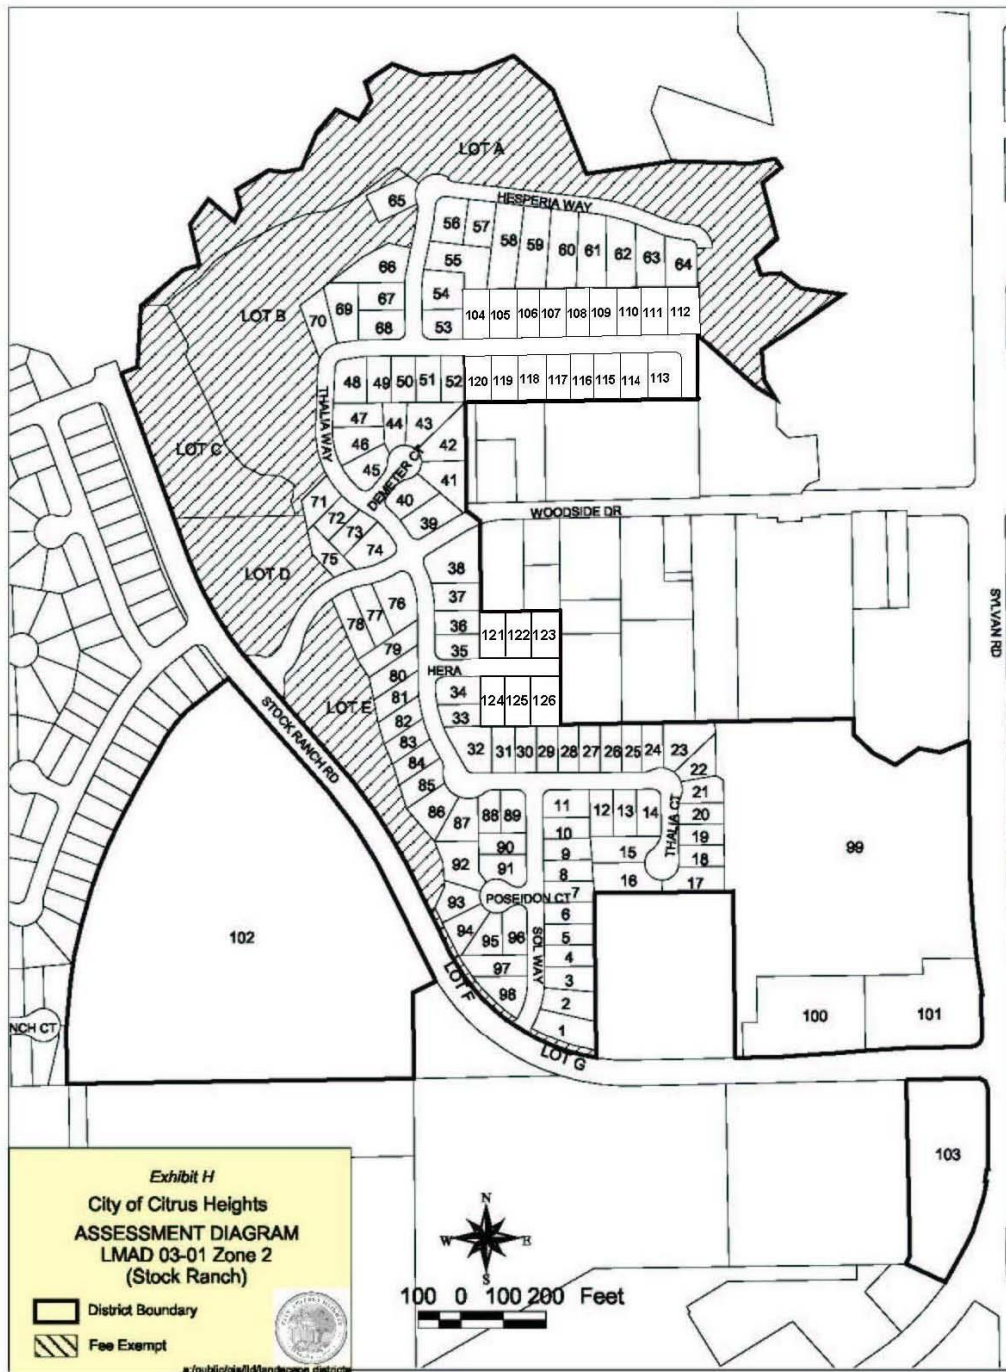 LOT A
65
HESPERIA WAY
56 57 58 59 60 61 62 63 64
55
66
LOT B
54
67
69
70
68
53
104 105 106 107 108 109 110 111 112
THALIA WAY
48 49 50 51 52 120 119 118 117 116 115 114 113
47 44 43
46
42
45
DEMETER CT
LOT C
41
40
71
39
72
73
74
75
WOODSIDE DR
LOT D
38
SYLVAN RD
76
77
78
37
36
79
35
121 122 123
HERA
80
34
81
33
124 125 126
LOT E
82
STOCK RANCH RD
83
32 31 30 29 28 27 26 25 24 23
84
22
85
21
86
87
88 89
11
12 13 14
THALIA CT
20
10
19
90
9
15
18
91
8
16
17
99
92
7
POSEIDON CT
93
6
94
95
96
5
SOL WAY
102
4
97
3
LOT F
98
2
1
100
101
LOT G
NCH CT
103
Exhibit H
City of Citrus Heights
ASSESSMENT DIAGRAM
LMAD 03-01 Zone 2
(Stock Ranch)
District Boundary
Fee Exempt
N
W E
S
100 0 100 200 Feet